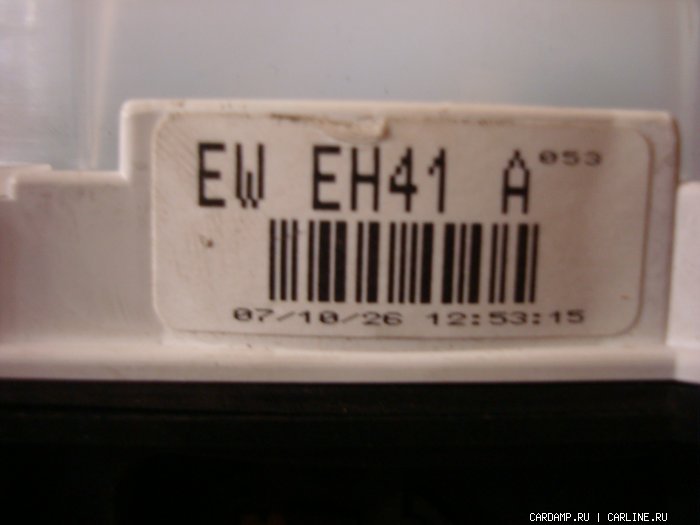 EW EH41 A 053
07/10/26 12:53:15
CARDAMP.RU | CARLINE.RU